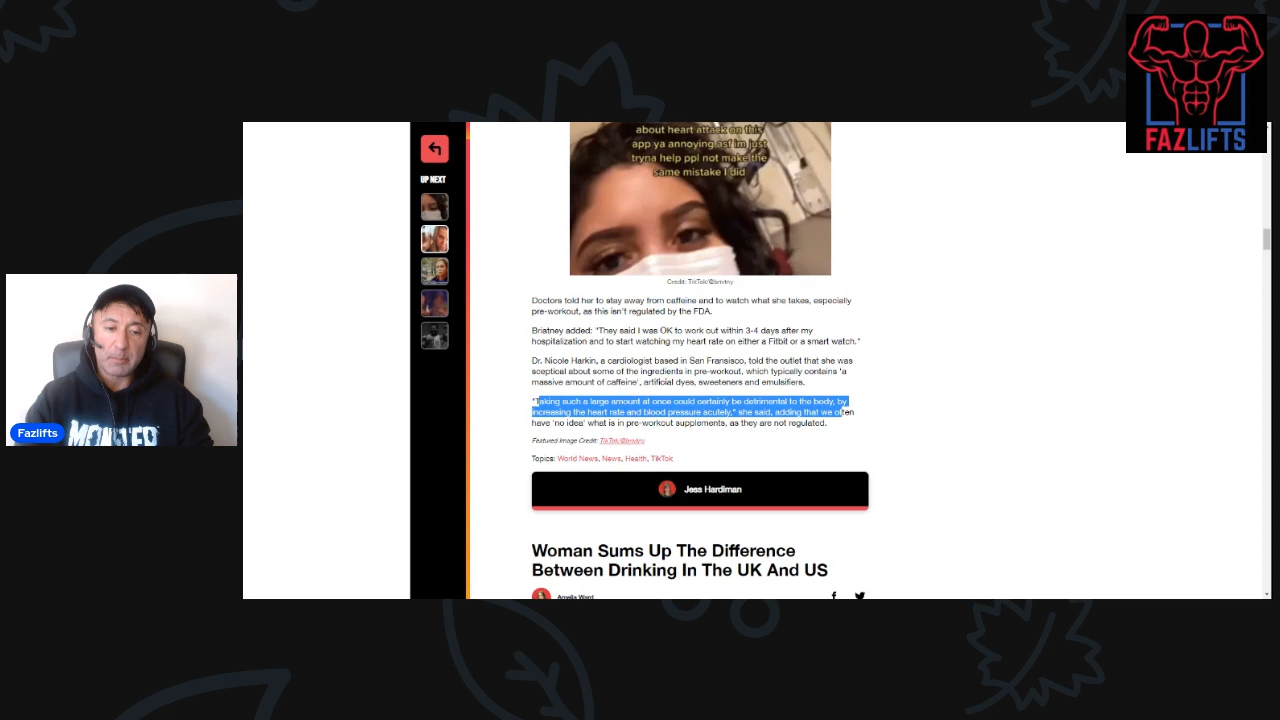 FAZLIFTS
UP NEXT
about heart attack on this
app ya annoying asf im just
tryna help ppl not make the
same mistake I did
Credit: TikTok/@brivtny
Doctors told her to stay away from caffeine and to watch what she takes, especially
pre-workout, as this isn't regulated by the FDA.
Briatney added: "They said I was OK to work out within 3-4 days after my
hospitalization and to start watching my heart rate on either a Fitbit or a smart watch."
Dr. Nicole Harkin, a cardiologist based in San Fransisco, told the outlet that she was
sceptical about some of the ingredients in pre-workout, which typically contains 'a
massive amount of caffeine', artificial dyes, sweeteners and emulsifiers.
"Taking such a large amount at once could certainly be detrimental to the body, by
increasing the heart rate and blood pressure acutely," she said, adding that we often
have 'no idea' what is in pre-workout supplements, as they are not regulated.
Featured Image Credit: TikTok/@brivtny
Topics: World News, News, Health, TikTok
Jess Hardiman
Woman Sums Up The Difference
Between Drinking In The UK And US
Amelia Ward
Fazlifts
MONSTER